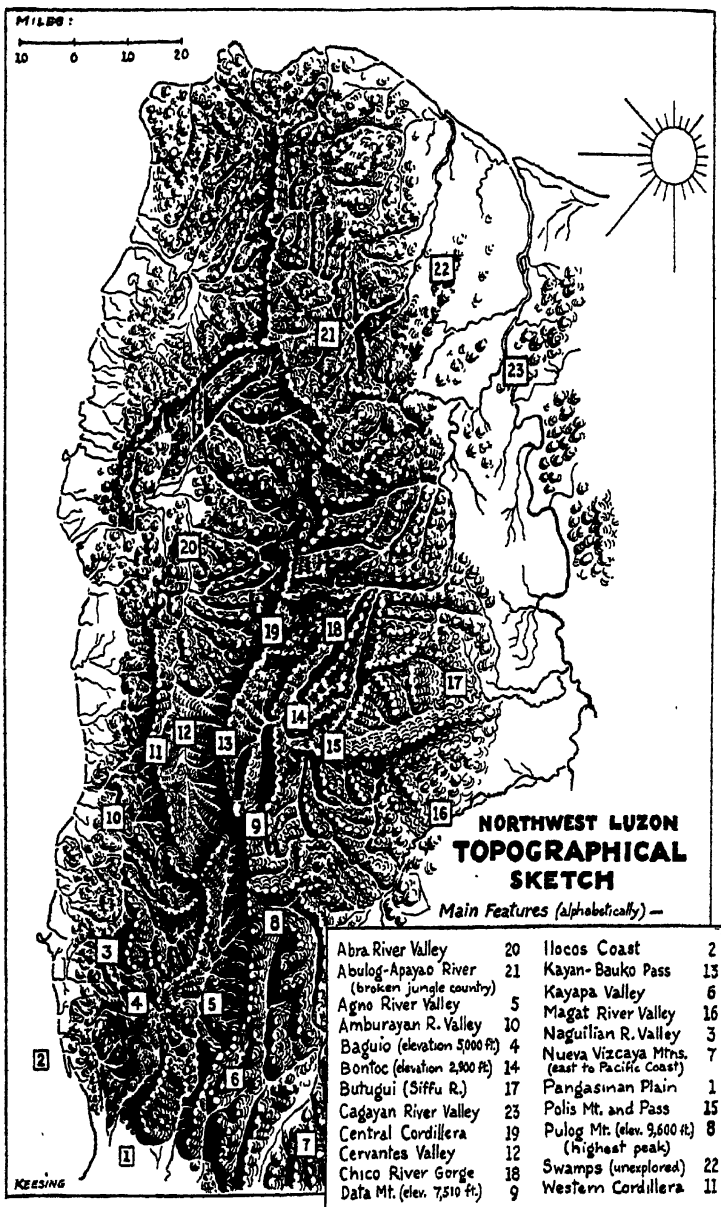 MILES:
10 0 10 20
22
21
23
20
19
18
17
14
12
13
11
15
10
9
16
NORTHWEST LUZON
TOPOGRAPHICAL
SKETCH
Main Features (alphabetically) —
8
3
4
5
2
6
7
1
KEESING
Abra River Valley 20
Abulog-Apayao River 21
(broken jungle country)
Agno River Valley 5
Amburayan R. Valley 10
Baguio (elevation 5,000 ft) 4
Bontoc (elevation 2,900 ft) 14
Butugui (Siffu R.) 17
Cagayan River Valley 23
Central Cordillera 19
Cervantes Valley 12
Chico River Gorge 18
Data Mt. (elev. 7,510 ft.) 9
Ilocos Coast 2
Kayan-Bauko Pass 13
Kayapa Valley 6
Magat River Valley 16
Naguilian R. Valley 3
Nueva Vizcaya Mtns. 7
(east to Pacific Coast)
Pangasinan Plain 1
Polis Mt. and Pass 15
Pulog Mt. (elev. 9,600 ft) 8
(highest peak)
Swamps (unexplored) 22
Western Cordillera 11